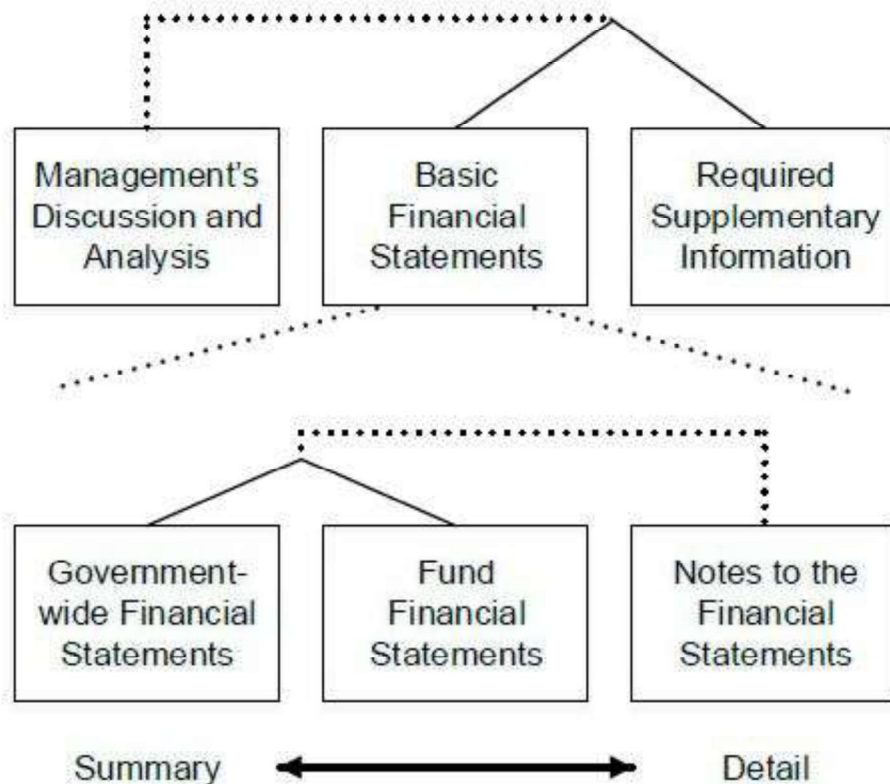 Management's
Discussion and
Analysis
Basic
Financial
Statements
Required
Supplementary
Information
Government-
wide Financial
Statements
Fund
Financial
Statements
Notes to the
Financial
Statements
Summary
Detail